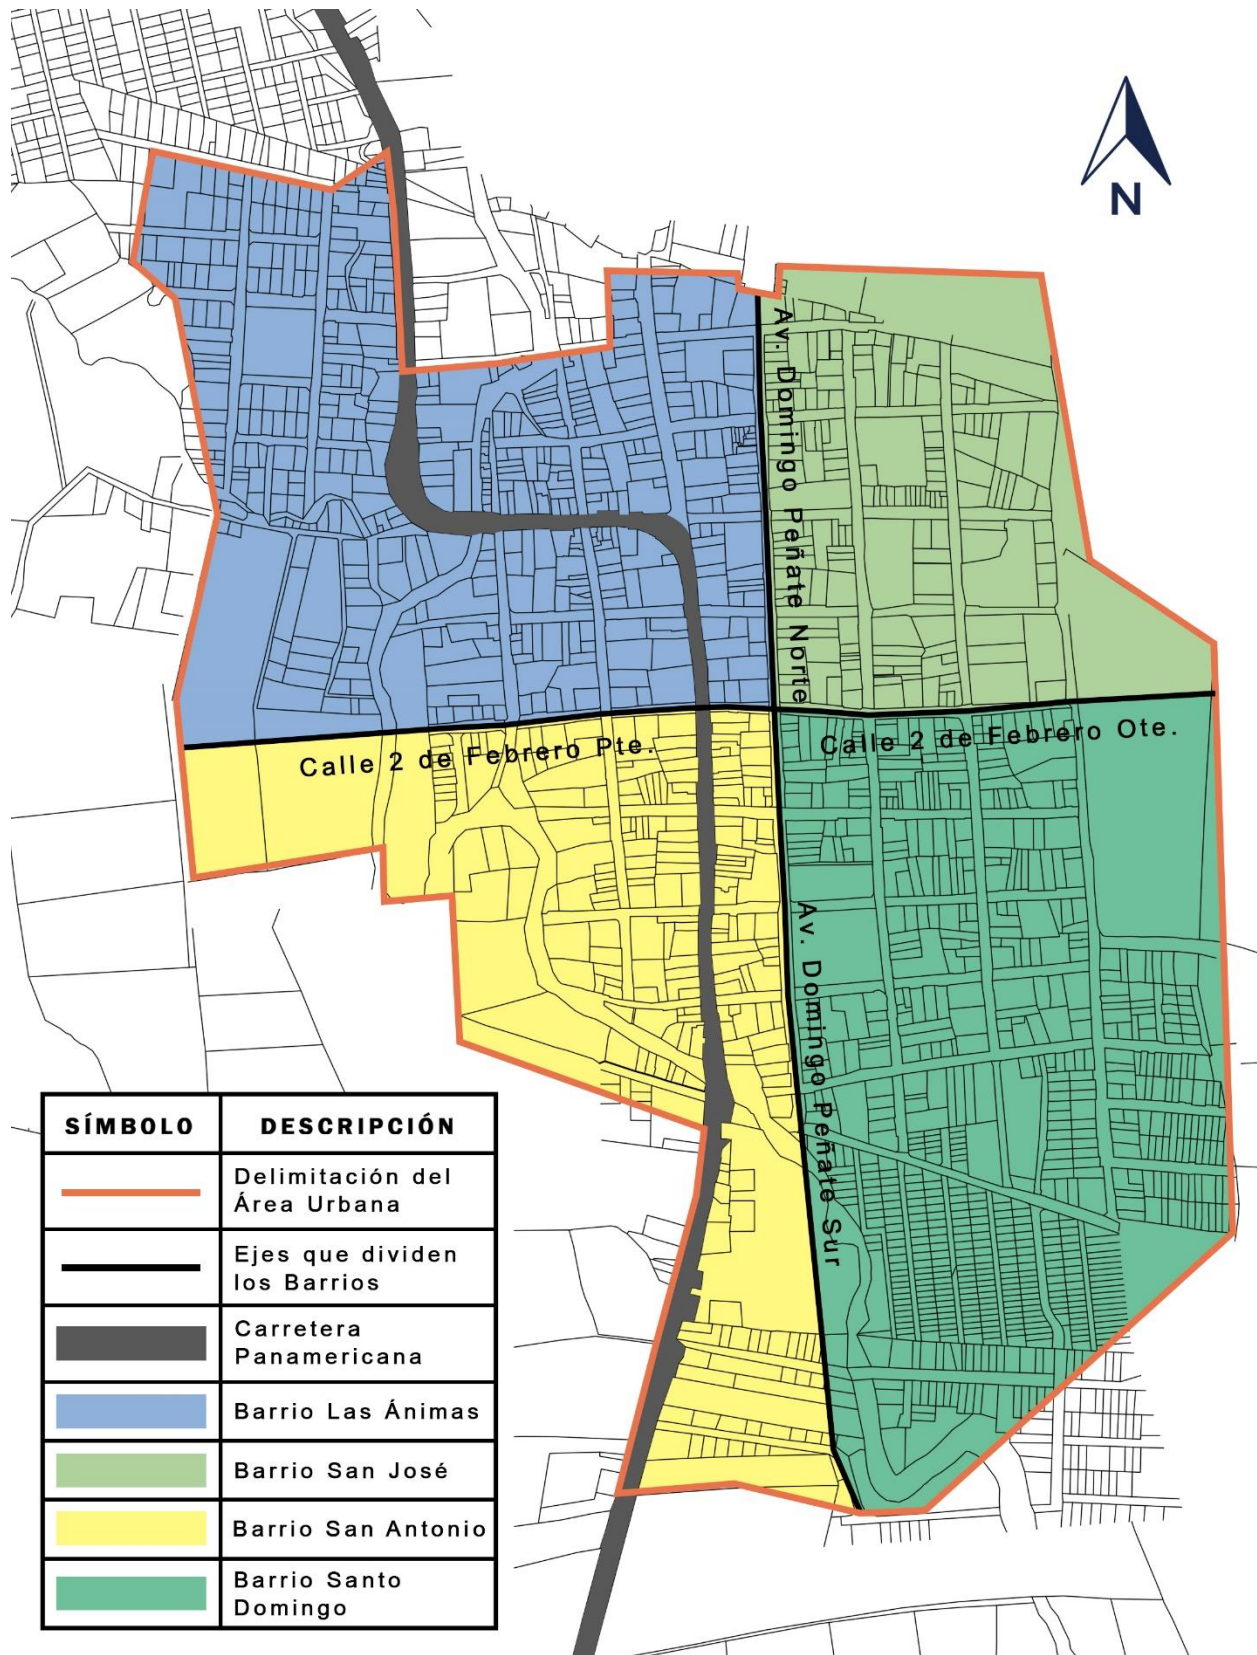 N
Av. Domingo Peñate Norte
Calle 2 de Febrero Pte.
Calle 2 de Febrero Ote.
Av. Domingo Peñate Sur
SÍMBOLO DESCRIPCIÓN
Delimitación del
Área Urbana
Ejes que dividen
los Barrios
Carretera
Panamericana
Barrio Las Ánimas
Barrio San José
Barrio San Antonio
Barrio Santo
Domingo